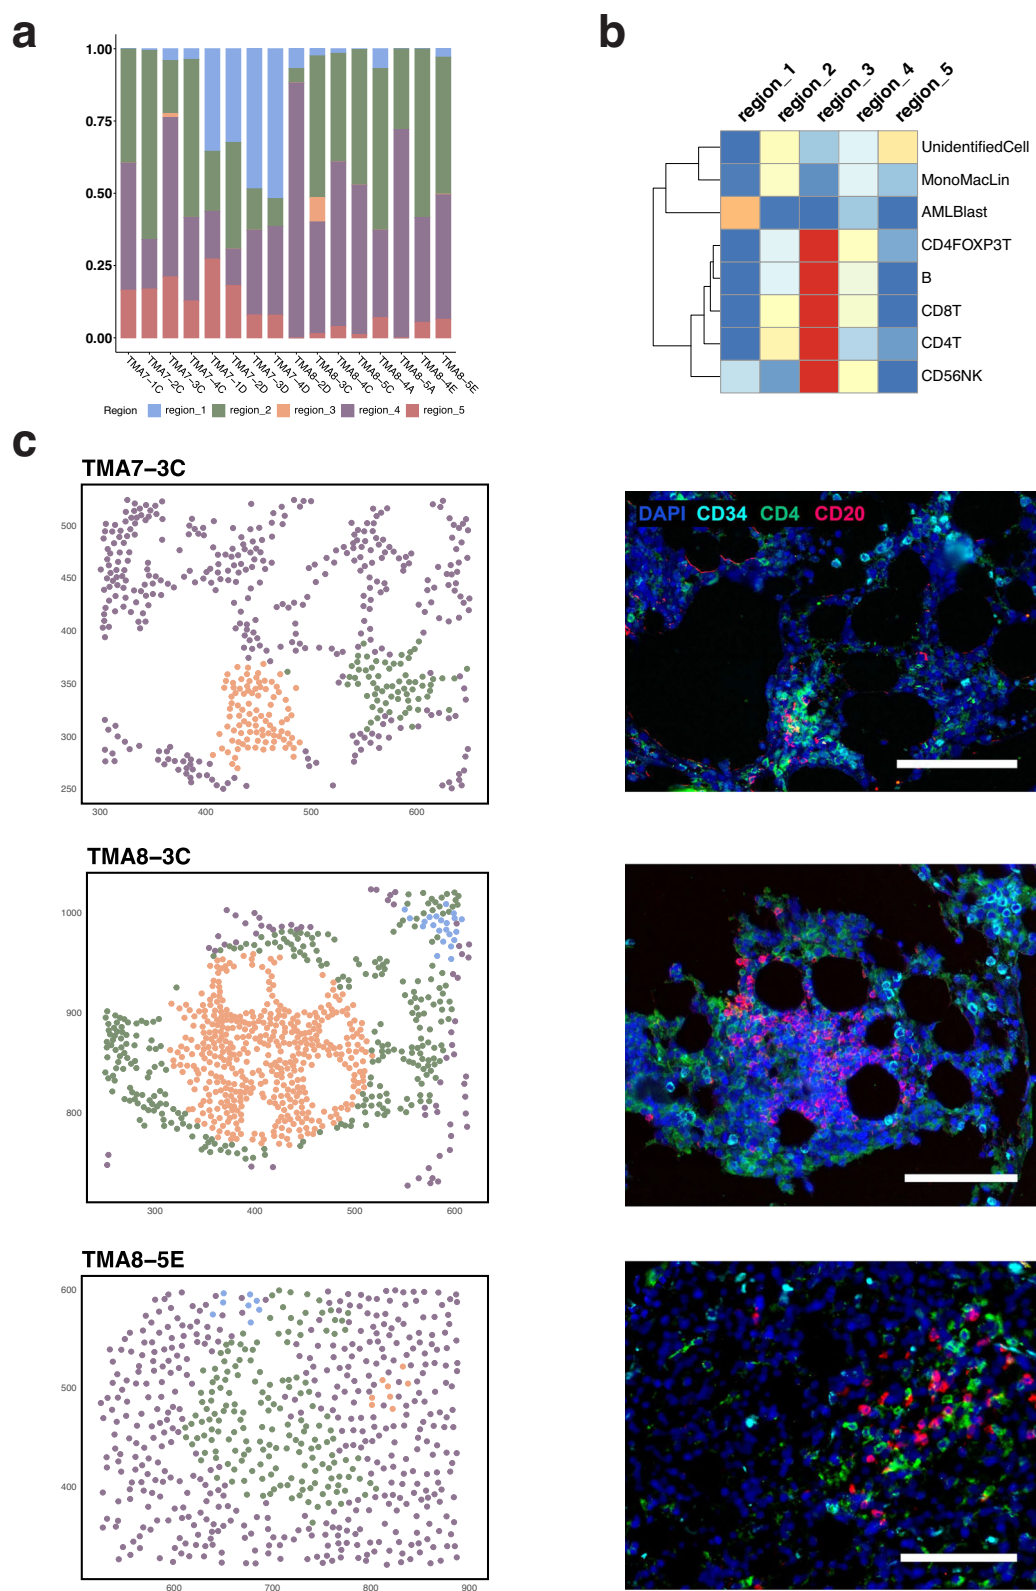 a
1.00
0.75
0.50
0.25
0.00
TMA7-1C
TMA7-2C
TMA7-3C
TMA7-4C
TMA7-1D
TMA7-2D
TMA7-3D
TMA7-4D
TMA8-2D
TMA8-3C
TMA8-4C
TMA8-5C
TMA8-4A
TMA8-5A
TMA8-4E
TMA8-5E
Region region_1 region_2 region_3 region_4 region_5
b
region_1 region_2 region_3 region_4 region_5
UnidentifiedCell
MonoMacLin
AMLBlast
CD4FOXP3T
B
CD8T
CD4T
CD56NK
c
TMA7–3C
500
450
400
350
300
250
300 400 500 600
DAPI CD34 CD4 CD20
TMA8–3C
1000
900
800
300 400 500 600
TMA8–5E
600
500
400
600 700 800 900